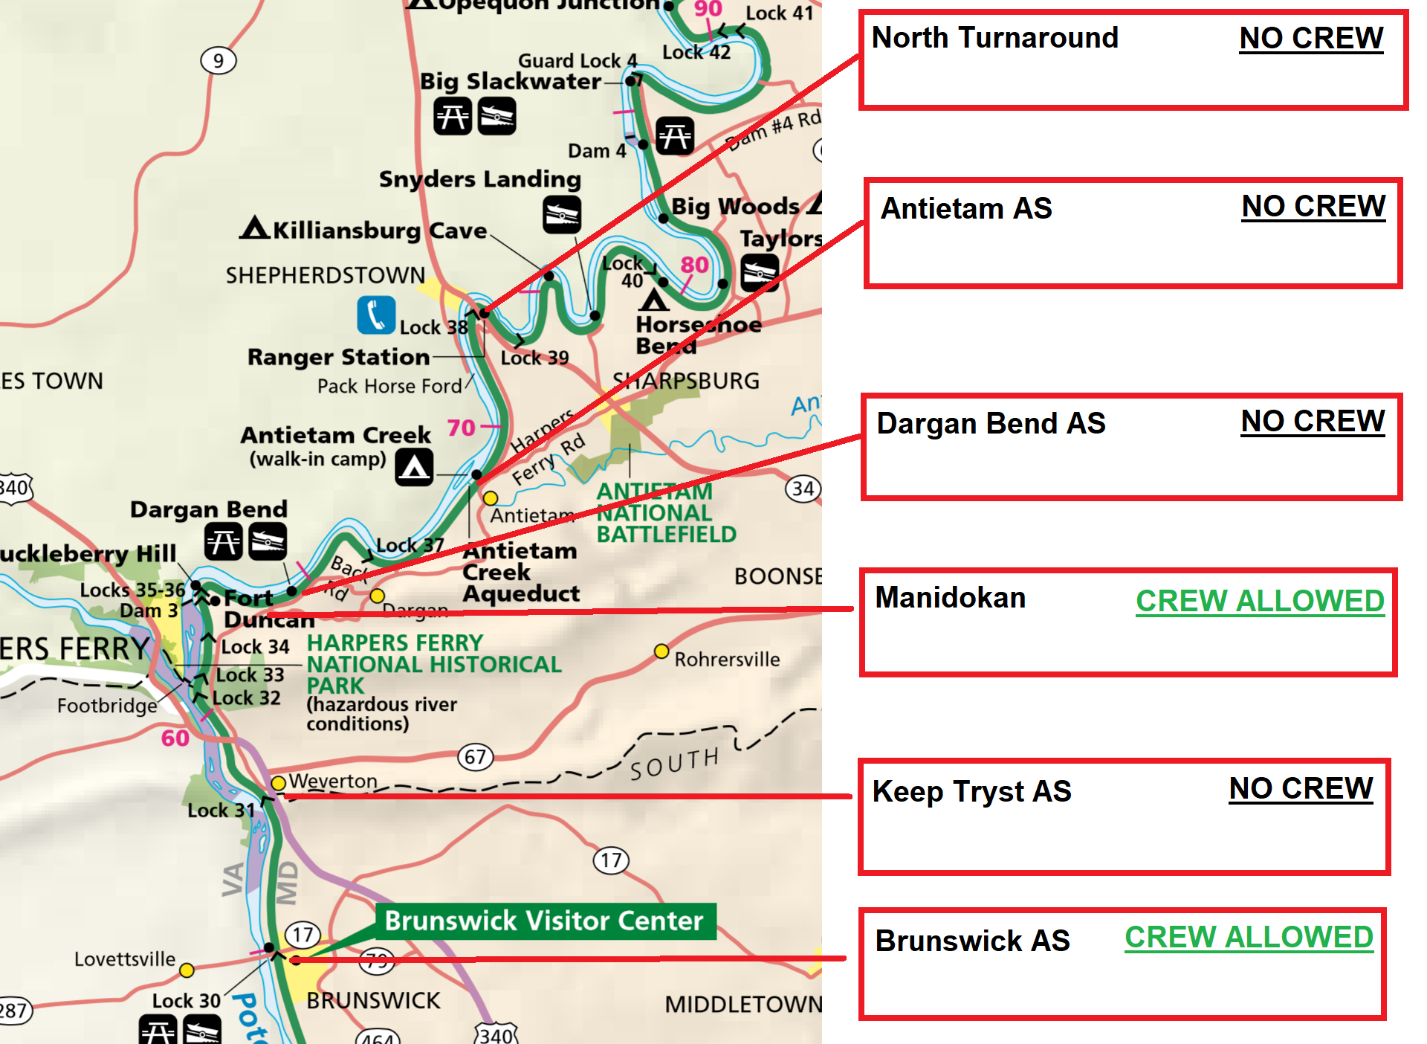 Opequon Junction
90
Lock 41
Lock 42
9
Guard Lock 4
Big Slackwater
Dam #4 Rd
Dam 4
Snyders Landing
Big Woods
Killiansburg Cave
Taylors
Lock
40
80
SHEPHERDSTOWN
Lock 38
Horseshoe
Bend
Ranger Station
Lock 39
Pack Horse Ford
ES TOWN
SHARPSBURG
An
70
Harpers
Ferry Rd
Antietam Creek
(walk-in camp)
340
34
ANTIETAM
NATIONAL
BATTLEFIELD
Antietam
Dargan Bend
Lock 37
Antietam
Creek
Aqueduct
uckleberry Hill
Back
Rd
BOONSB
Locks 35-36
Dam 3
Fort
Duncan
Dargan
ERS FERRY
Lock 34
HARPERS FERRY
NATIONAL HISTORICAL
PARK
(hazardous river
conditions)
Rohrersville
Lock 33
Lock 32
Footbridge
60
67
SOUTH
Weverton
Lock 31
17
VA
MD
Brunswick Visitor Center
17
79
Lovettsville
Lock 30
BRUNSWICK
MIDDLETOWN
287
Poto
464
340
North Turnaround NO CREW
Antietam AS NO CREW
Dargan Bend AS NO CREW
Manidokan CREW ALLOWED
Keep Tryst AS NO CREW
Brunswick AS CREW ALLOWED